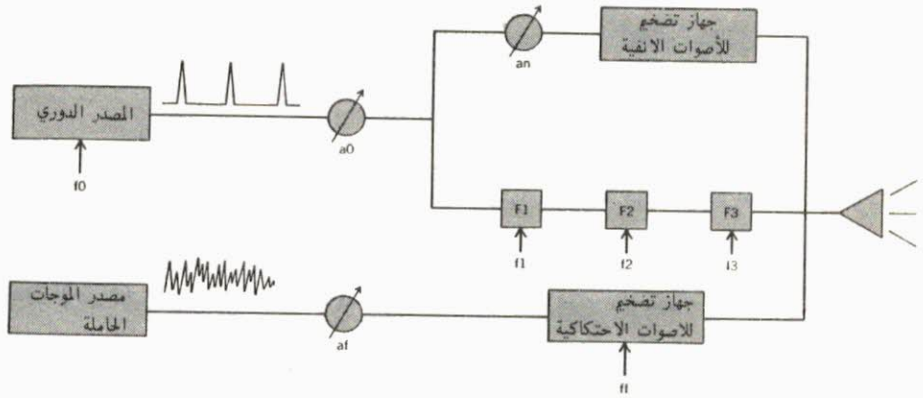 جهاز تضخيم
للأصوات الانفية
an
المصدر الدوري
a0
f0
F1
F2
F3
f1
f2
f3
مصدر الموجات
الحاملة
af
جهاز تضخيم
للاصوات الاحتكاكية
ff